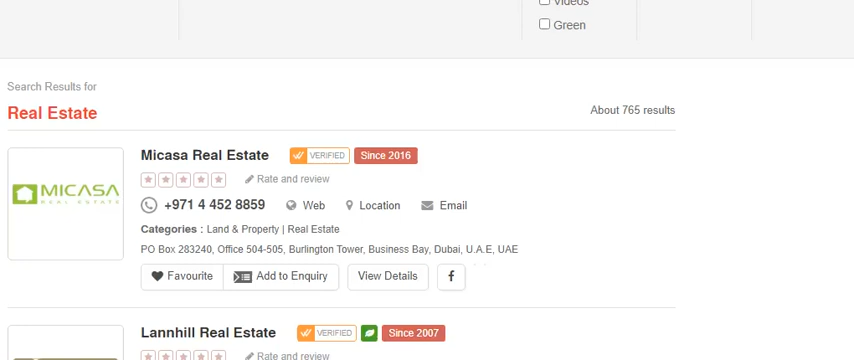 Videos
Green
Search Results for
Real Estate
About 765 results
Micasa Real Estate VERIFIED Since 2016
MICASA
REAL ESTATE
Rate and review
+971 4 452 8859 Web Location Email
Categories : Land & Property | Real Estate
PO Box 283240, Office 504-505, Burlington Tower, Business Bay, Dubai, U.A.E, UAE
Favourite Add to Enquiry View Details f
Lannhill Real Estate VERIFIED Since 2007
Rate and review